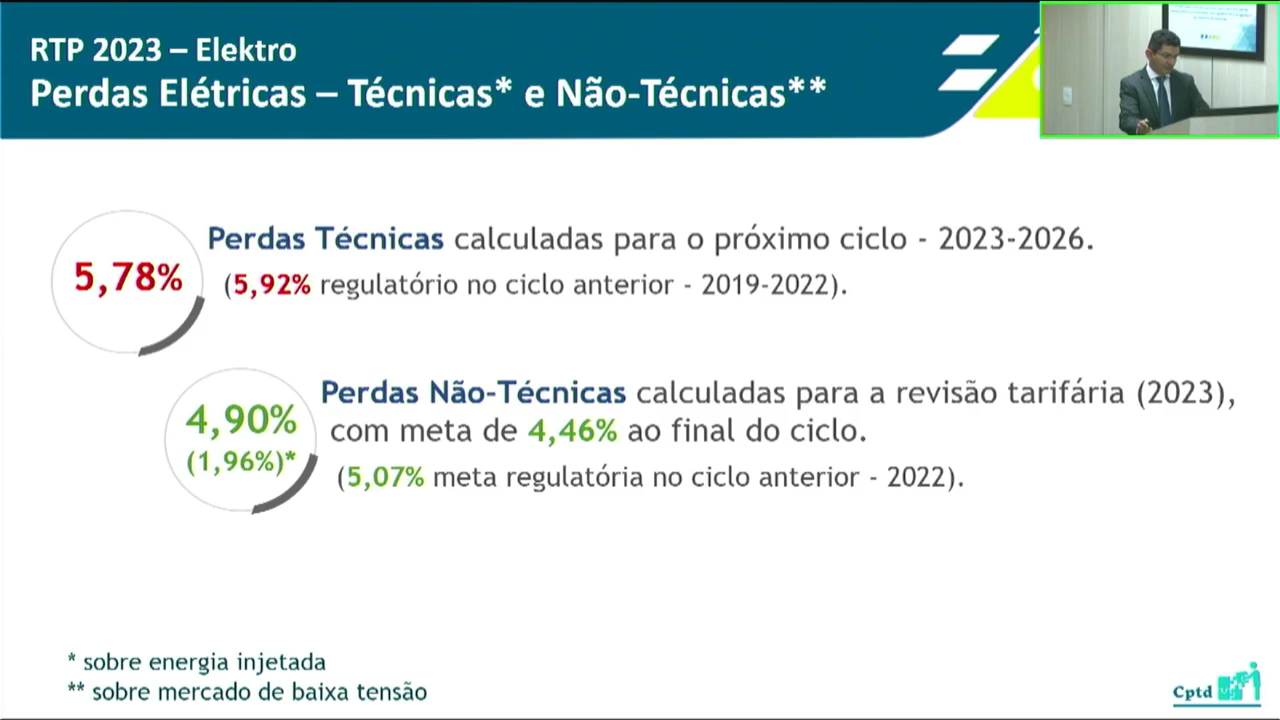 RTP 2023 – Elektro
Perdas Elétricas – Técnicas* e Não-Técnicas**
5,78%
Perdas Técnicas calculadas para o próximo ciclo - 2023-2026.
(5,92% regulatório no ciclo anterior - 2019-2022).
4,90%
(1,96%)*
Perdas Não-Técnicas calculadas para a revisão tarifária (2023),
com meta de 4,46% ao final do ciclo.
(5,07% meta regulatória no ciclo anterior - 2022).
* sobre energia injetada
** sobre mercado de baixa tensão
Cptd